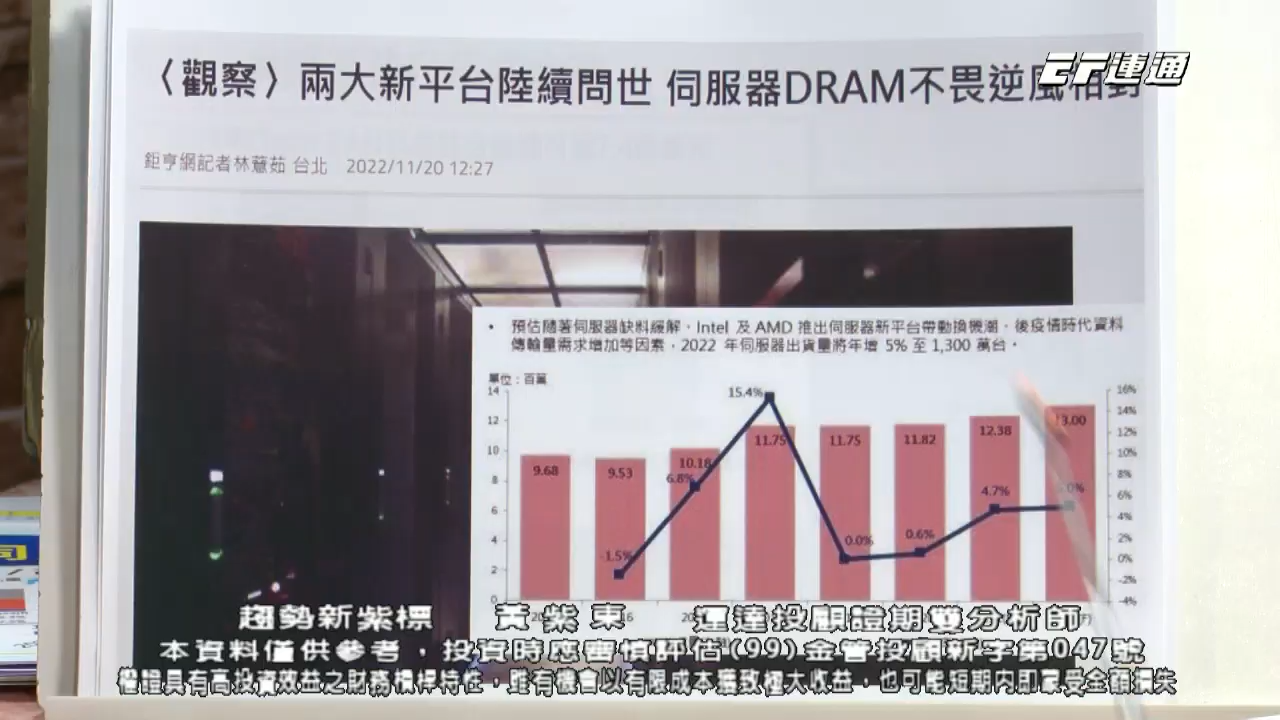 〈觀察〉兩大新平台陸續問世 伺服器DRAM不畏逆風相對
運通
鉅亨網記者林薏茹 台北 2022/11/20 12:27
• 預估隨著伺服器缺料緩解,Intel 及 AMD 推出伺服器新平台帶動換機潮,後疫情時代資料
傳輸量需求增加等因素,2022 年伺服器出貨量將年增 5% 至 1,300 萬台。
單位:百萬
14 12 10 8 6 4 2 0
9.68 9.53 10.18 11.75 11.75 11.82 12.38 13.00
-1.5% 6.8% 15.4% 0.0% 0.6% 4.7%
16% 14% 12% 10% 8% 6% 4% 2% 0% -2% -4%
趨勢新紫標 黃紫東 運達投顧證期雙分析師
本資料僅供參考,投資時應審慎評估(99)金管投顧新字第047號
權證具有高投資效益之財務槓桿特性,雖有機會以有限成本獲致極大收益,也可能短期內即蒙受金額損失